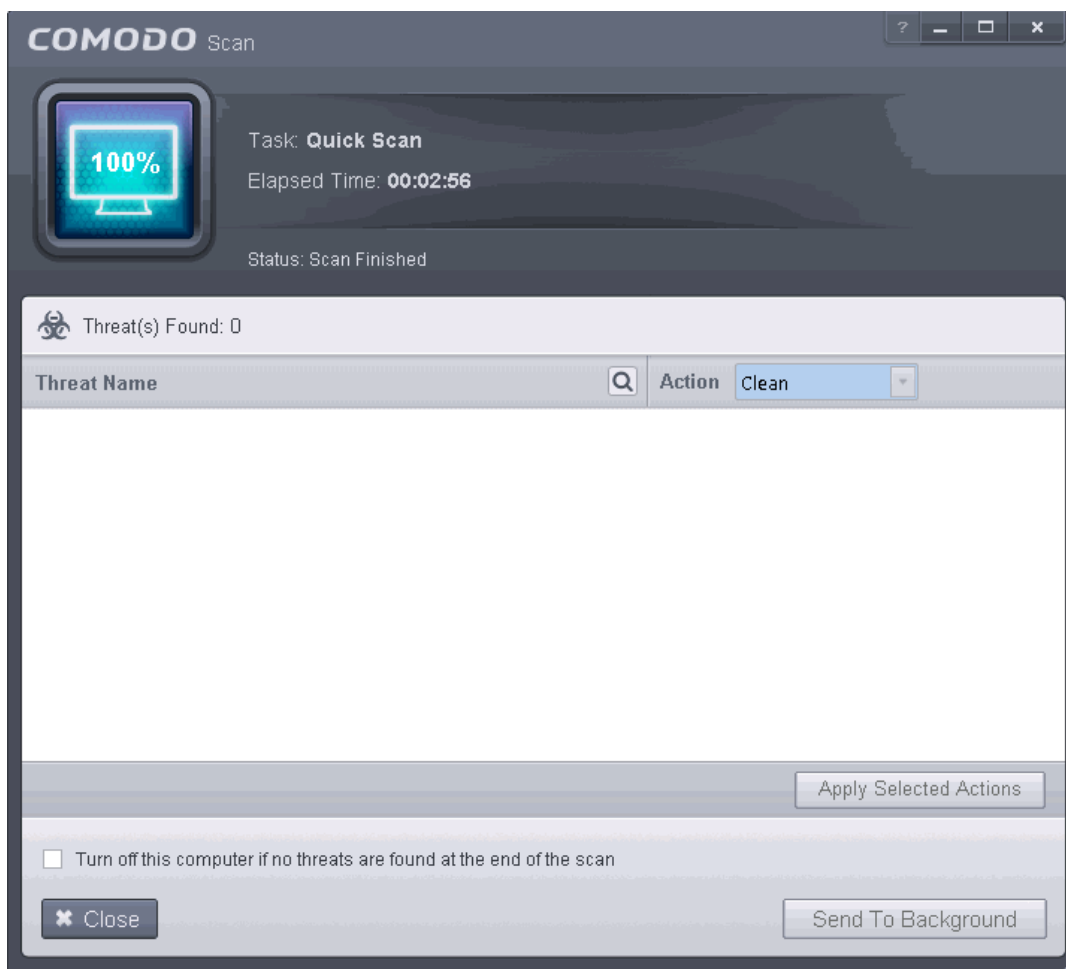 COMODO Scan
?
100%
Task: Quick Scan
Elapsed Time: 00:02:56
Status: Scan Finished
Threat(s) Found: 0
Threat Name
Action Clean
Apply Selected Actions
Turn off this computer if no threats are found at the end of the scan
Close
Send To Background